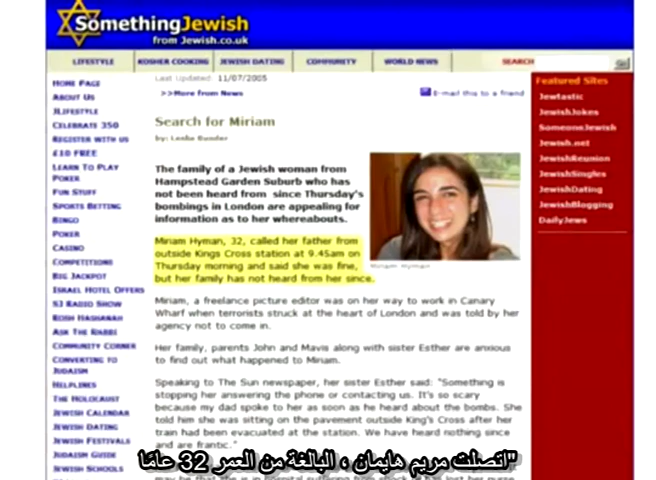 SomethingJewish
from Jewish.co.uk
LIFESTYLE
KOSHER COOKING
JEWISH DATING
COMMUNITY
WORLD NEWS
SEARCH
HOME PAGE
ABOUT US
JLIFESTYLE
CELEBRATE 350
REGISTER WITH US
£10 FREE
LEARN TO PLAY
POKER
FUN STUFF
SPORTS BETTING
BINGO
POKER
CASINO
COMPETITIONS
BIG JACKPOT
ISRAEL HOTEL OFFERS
SJ RADIO SHOW
ROSH HASHANAH
ASK THE RABBI
COMMUNITY CORNER
CONVERTING TO
JUDAISM
HELPLINES
THE HOLOCAUST
JEWISH CALENDAR
JEWISH DATING
JEWISH FESTIVALS
JEWISH GUIDE
JEWISH SCHOOLS
Last Updated: 11/07/2005
>>More from News
E-mail this to a friend
Search for Miriam
by: Leslie Bunder
The family of a Jewish woman from
Hampstead Garden Suburb who has
not been heard from since Thursday's
bombings in London are appealing for
information as to her whereabouts.
Miriam Hyman
Miriam Hyman, 32, called her father from
outside Kings Cross station at 9.45am on
Thursday morning and said she was fine,
but her family has not heard from her since.
Miriam, a freelance picture editor was on her way to work in Canary
Wharf when terrorists struck at the heart of London and was told by her
agency not to come in.
Her family, parents John and Mavis along with sister Esther are anxious
to find out what happened to Miriam.
Speaking to The Sun newspaper, her sister Esther said: "Something is
stopping her answering the phone or contacting us. It's so scary
because my dad spoke to her as soon as he heard about the bombs. She
told him she was sitting on the pavement outside King's Cross after
her train had been evacuated at the station. We have heard nothing since
and are frantic."
Featured Sites
Jewtastic
JewishJokes
SomeoneJewish
Jewish.net
JewishReunion
JewishSingles
JewishDating
JewishBlogging
DailyJews
"اتصلت مريم هايمان ، البالغة من العمر 32 عامًا